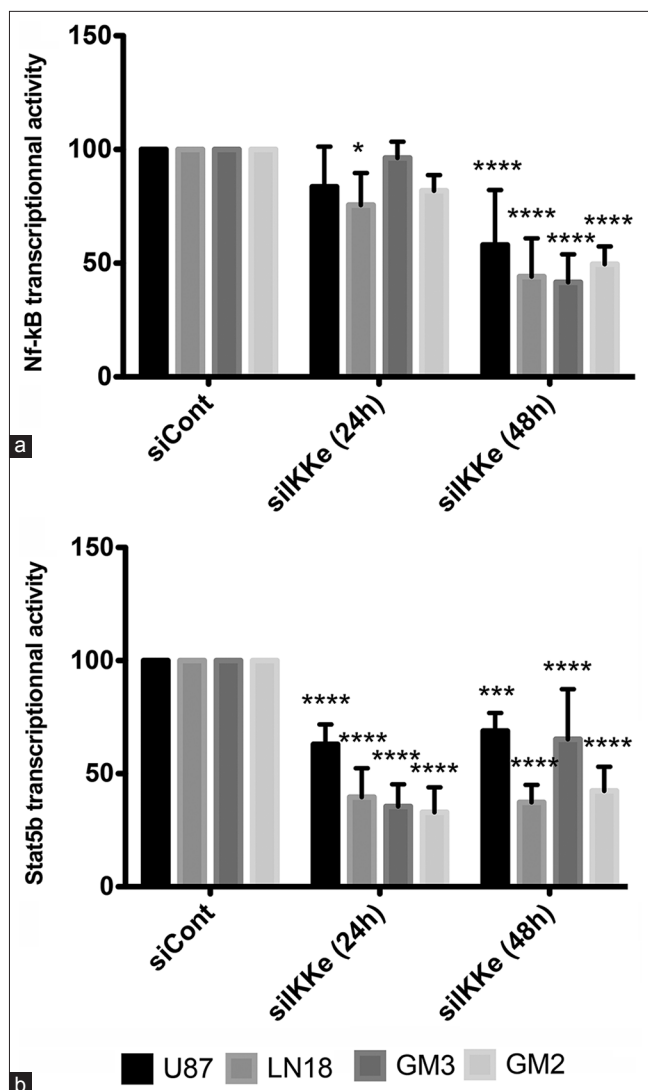 150
100
50
0
Nf-kB transcriptionnal activity
*
****
****
****
****
siCont
siIKKe (24h)
siIKKe (48h)
a
150
100
50
0
Stat5b transcriptionnal activity
****
****
****
****
***
****
****
****
siCont
siIKKe (24h)
siIKKe (48h)
U87 LN18 GM3 GM2
b